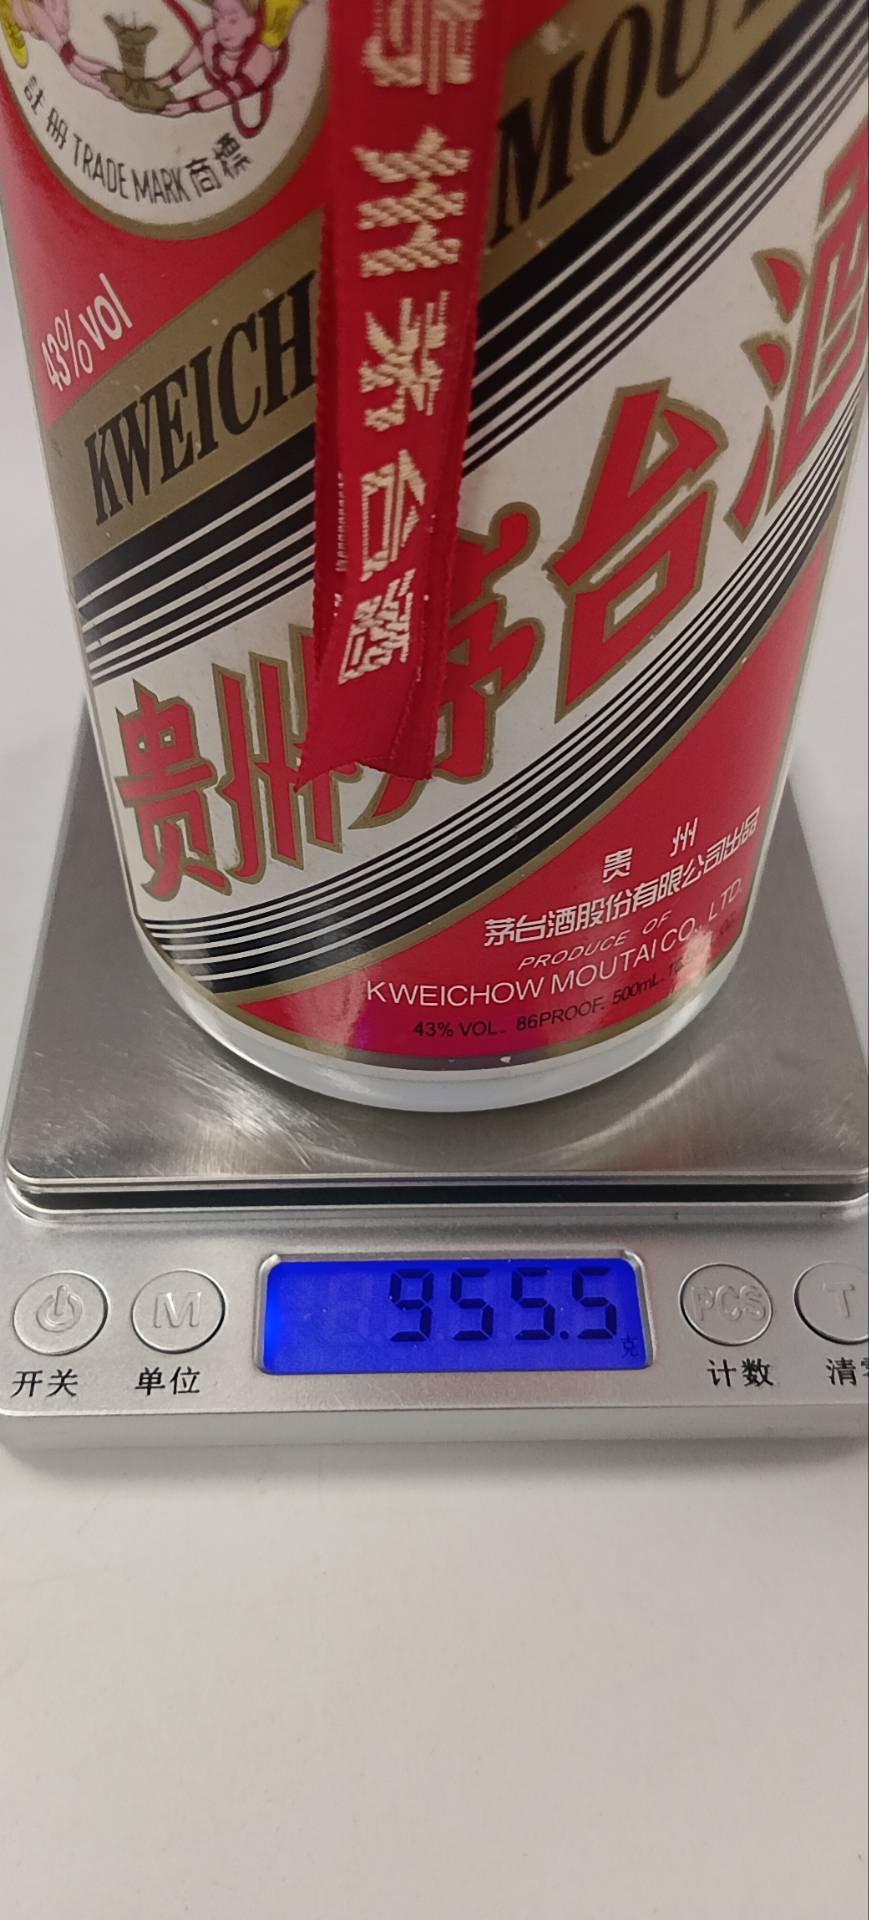 註册 TRADE MARK 商標
43%vol
KWEICH
MOU
贵州茅台酒
贵州茅台酒
贵州
茅台酒股份有限公司出品
PRODUCE OF
KWEICHOW MOUTAI CO., LTD.
43% VOL. 86PROOF. 500mL.
955.5
克
M
PCS
T
开关
单位
计数
清